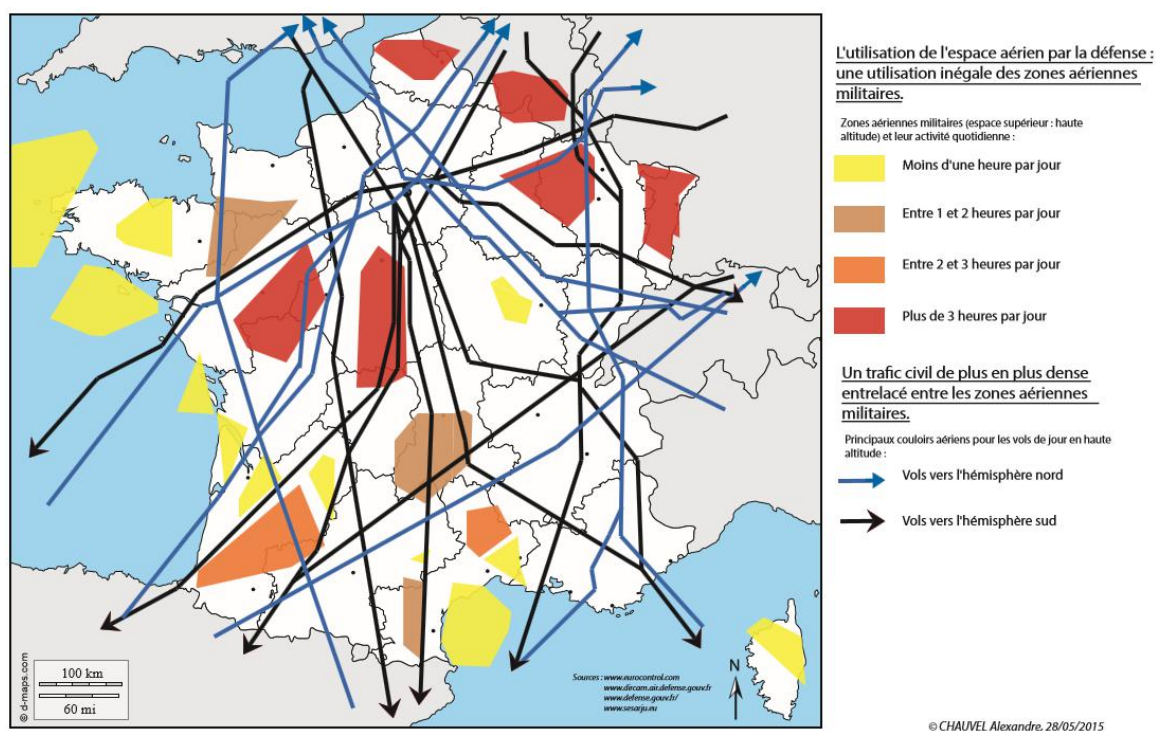 L'utilisation de l'espace aérien par la défense :
une utilisation inégale des zones aériennes
militaires.
Zones aériennes militaires (espace supérieur : haute
altitude) et leur activité quotidienne :
Moins d'une heure par jour
Entre 1 et 2 heures par jour
Entre 2 et 3 heures par jour
Plus de 3 heures par jour
Un trafic civil de plus en plus dense
entrelacé entre les zones aériennes
militaires.
Principaux couloirs aériens pour les vols de jour en haute
altitude :
Vols vers l'hémisphère nord
Vols vers l'hémisphère sud
© d-maps.com
100 km
60 mi
Sources : www.eurocontrol.com
www.dircam.air.defense.gouv.fr
www.defense.gouv.fr/
www.sesarju.eu
N
© CHAUVEL Alexandre, 28/05/2015